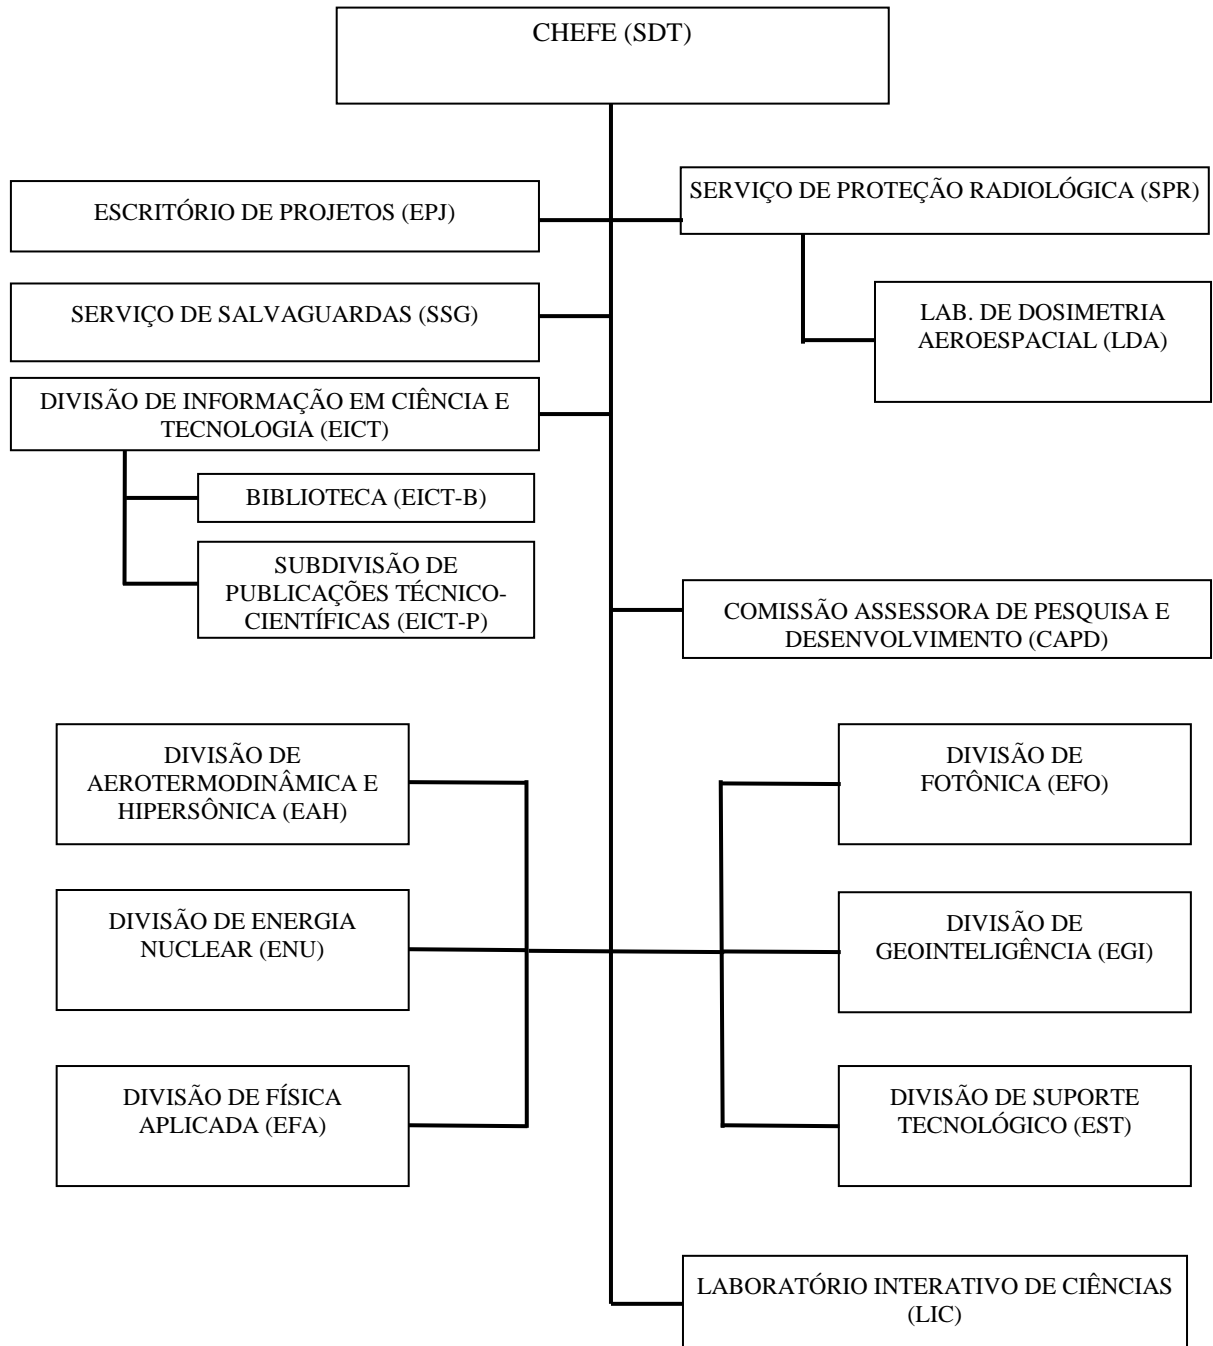 CHEFE (SDT)
ESCRITÓRIO DE PROJETOS (EPJ)
SERVIÇO DE PROTEÇÃO RADIOLÓGICA (SPR)
SERVIÇO DE SALVAGUARDAS (SSG)
LAB. DE DOSIMETRIA
AEROESPACIAL (LDA)
DIVISÃO DE INFORMAÇÃO EM CIÊNCIA E
TECNOLOGIA (EICT)
BIBLIOTECA (EICT-B)
SUBDIVISÃO DE
PUBLICAÇÕES TÉCNICO-
CIENTÍFICAS (EICT-P)
COMISSÃO ASSESSORA DE PESQUISA E
DESENVOLVIMENTO (CAPD)
DIVISÃO DE
AEROTERMODINÂMICA E
HIPERSÔNICA (EAH)
DIVISÃO DE
FOTÔNICA (EFO)
DIVISÃO DE ENERGIA
NUCLEAR (ENU)
DIVISÃO DE
GEOINTELIGÊNCIA (EGI)
DIVISÃO DE FÍSICA
APLICADA (EFA)
DIVISÃO DE SUPORTE
TECNOLÓGICO (EST)
LABORATÓRIO INTERATIVO DE CIÊNCIAS
(LIC)